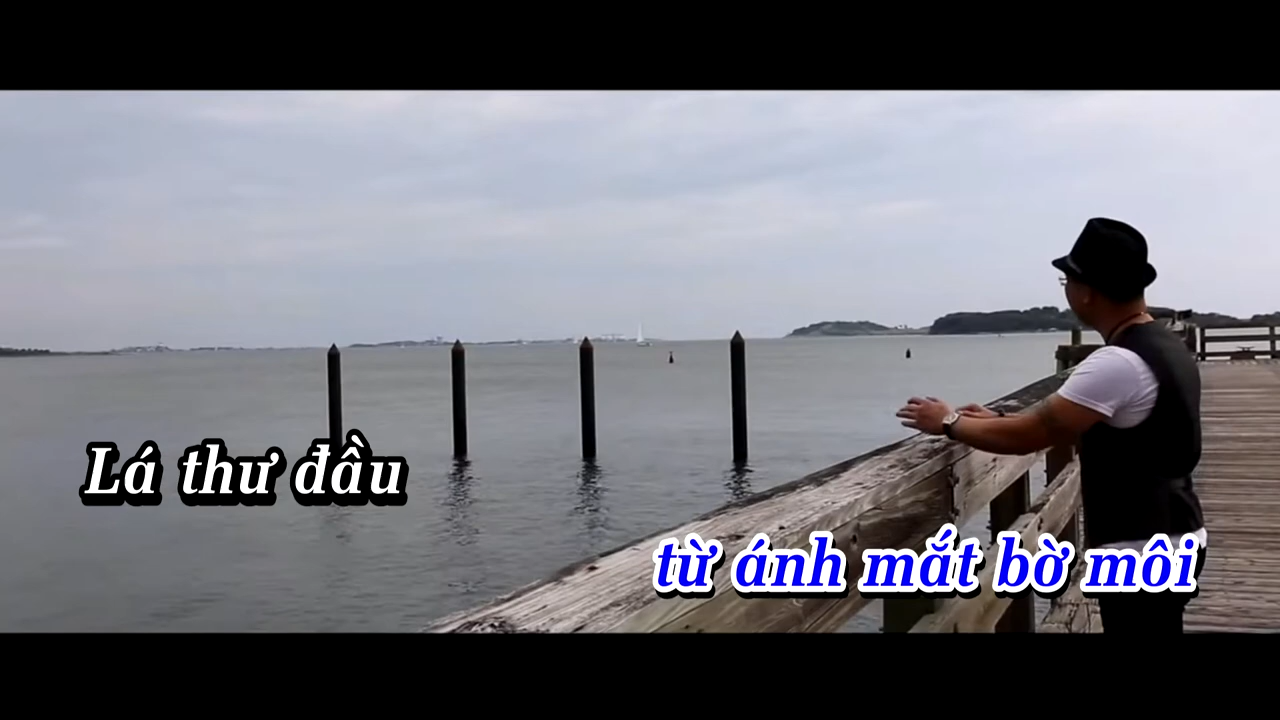 Lá thư đầu
từ ánh mắt bờ môi